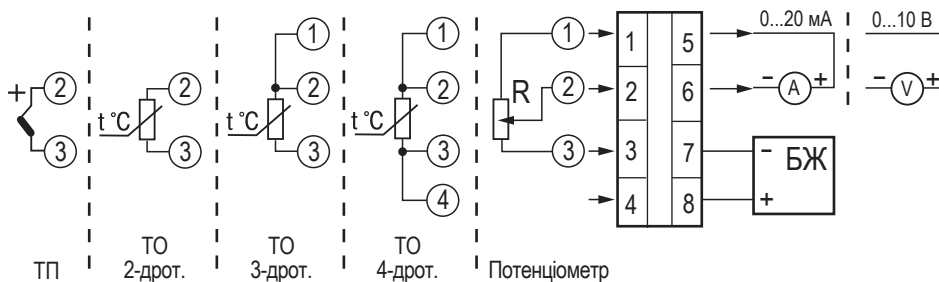 +
2
3
ТП
t °C
2
3
ТО
2-дрот.
t °C
1
2
3
ТО
3-дрот.
t °C
1
2
3
4
ТО
4-дрот.
R
1
2
3
Потенціометр
1
2
3
4
5
6
7
8
0...20 мА
- A +
0...10 В
- V +
- БЖ
+